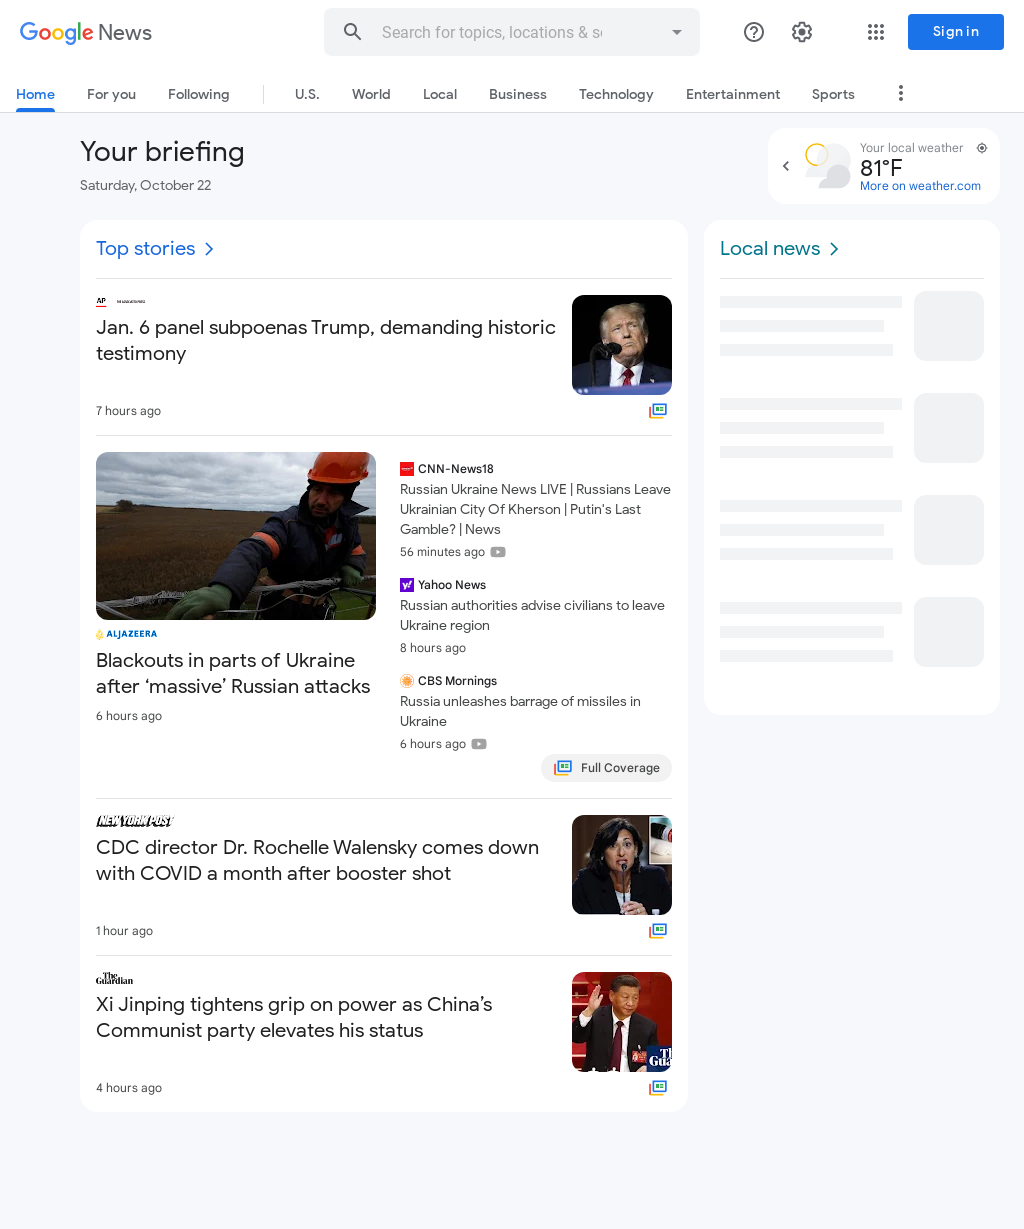 Google News
Search for topics, locations & so
Sign in
Home
For you
Following
U.S.
World
Local
Business
Technology
Entertainment
Sports
Your briefing
Saturday, October 22
Your local weather
81°F
More on weather.com
Top stories
Local news
AP
Jan. 6 panel subpoenas Trump, demanding historic
testimony
7 hours ago
ALJAZEERA
Blackouts in parts of Ukraine
after ‘massive’ Russian attacks
6 hours ago
CNN-News18
Russian Ukraine News LIVE | Russians Leave
Ukrainian City Of Kherson | Putin's Last
Gamble? | News
56 minutes ago
Yahoo News
Russian authorities advise civilians to leave
Ukraine region
8 hours ago
CBS Mornings
Russia unleashes barrage of missiles in
Ukraine
6 hours ago
Full Coverage
NEW YORK POST
CDC director Dr. Rochelle Walensky comes down
with COVID a month after booster shot
1 hour ago
The
Guardian
Xi Jinping tightens grip on power as China’s
Communist party elevates his status
4 hours ago